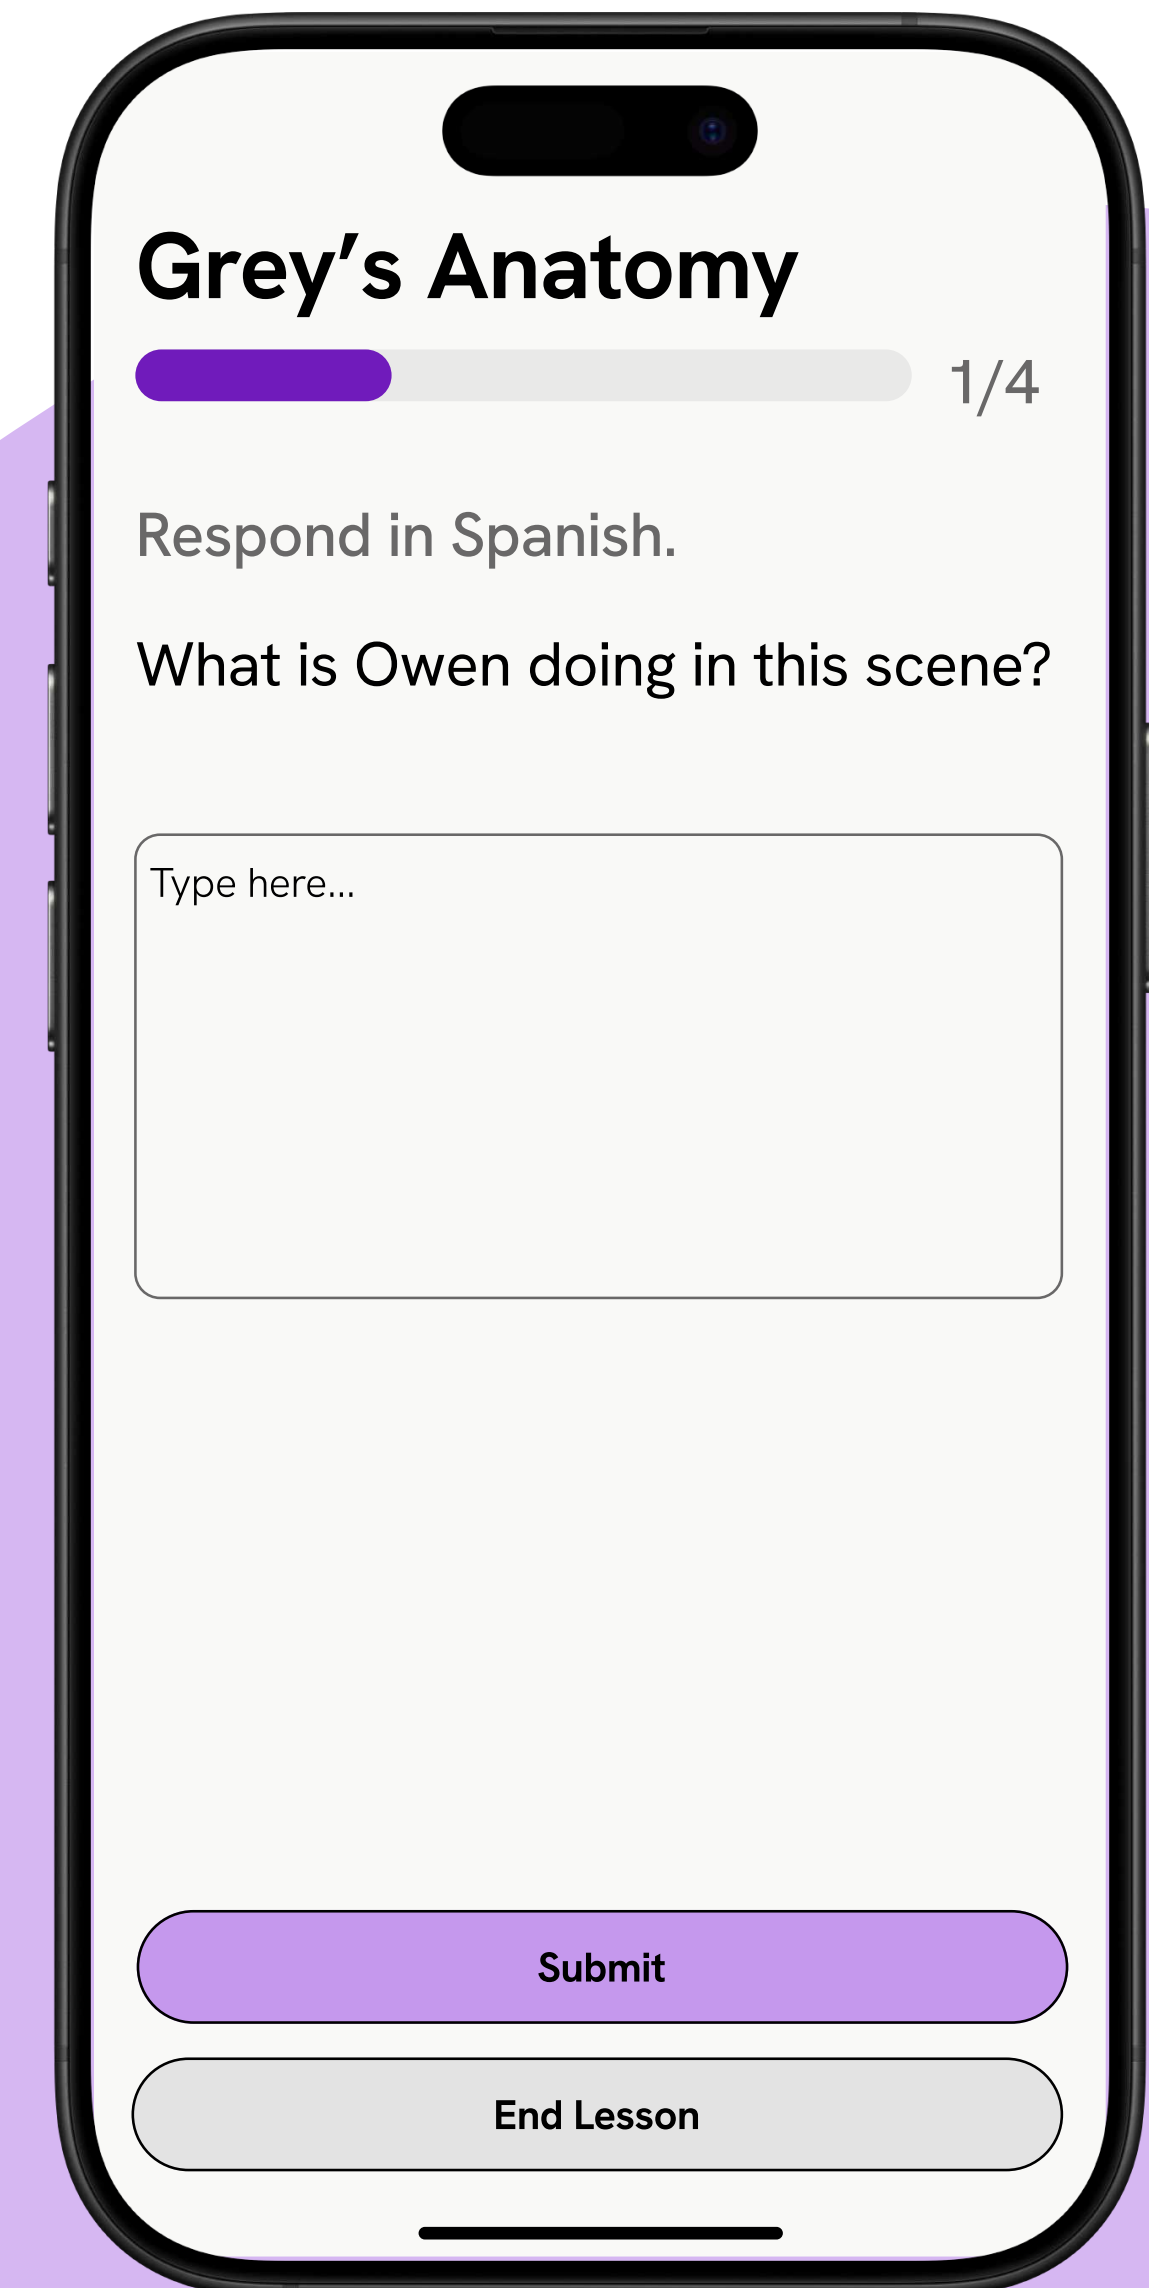 Grey’s Anatomy
1/4
Respond in Spanish.
What is Owen doing in this scene?
Type here...
Submit
End Lesson